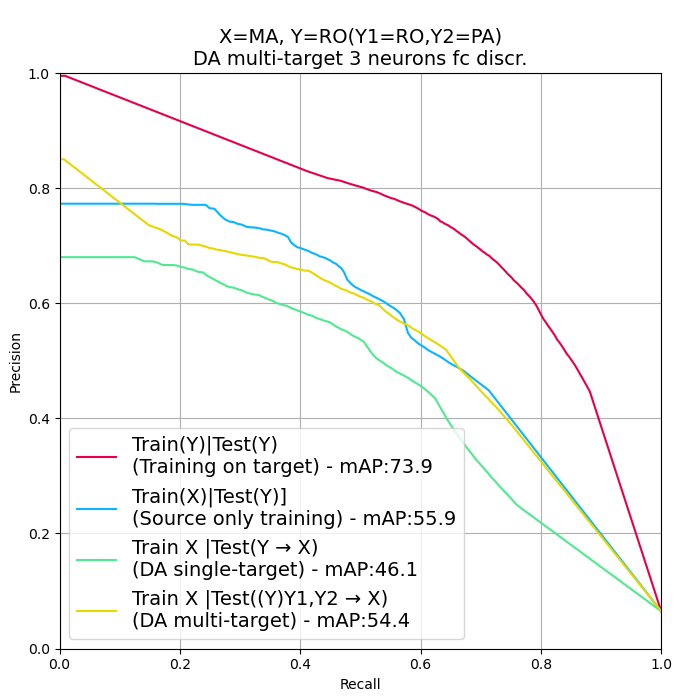 X=MA, Y=RO(Y1=RO,Y2=PA)
DA multi-target 3 neurons fc discr.
1.0
0.8
0.6
0.4
0.2
0.0
Precision
Train(Y)|Test(Y)
(Training on target) - mAP:73.9
Train(X)|Test(Y)]
(Source only training) - mAP:55.9
Train X |Test(Y → X)
(DA single-target) - mAP:46.1
Train X |Test((Y)Y1,Y2 → X)
(DA multi-target) - mAP:54.4
0.0 0.2 0.4 0.6 0.8 1.0
Recall